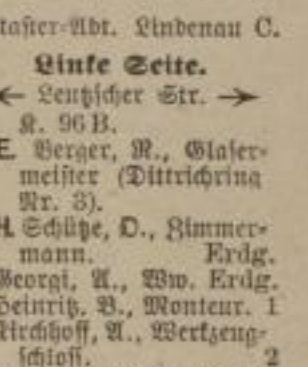 taster-Abt. Lindenau C.
Linke Seite.
← Leutzscher Str. →
K. 96 B.
E. Berger, R., Glaser-
meister (Dittrichring
Nr. 3).
H. Schütze, O., Zimmer-
mann. Erdg.
Georgi, A., Ww. Erdg.
Heinritz, B., Monteur. 1
Kirchhoff, A., Werkzeug-
schloss. 2